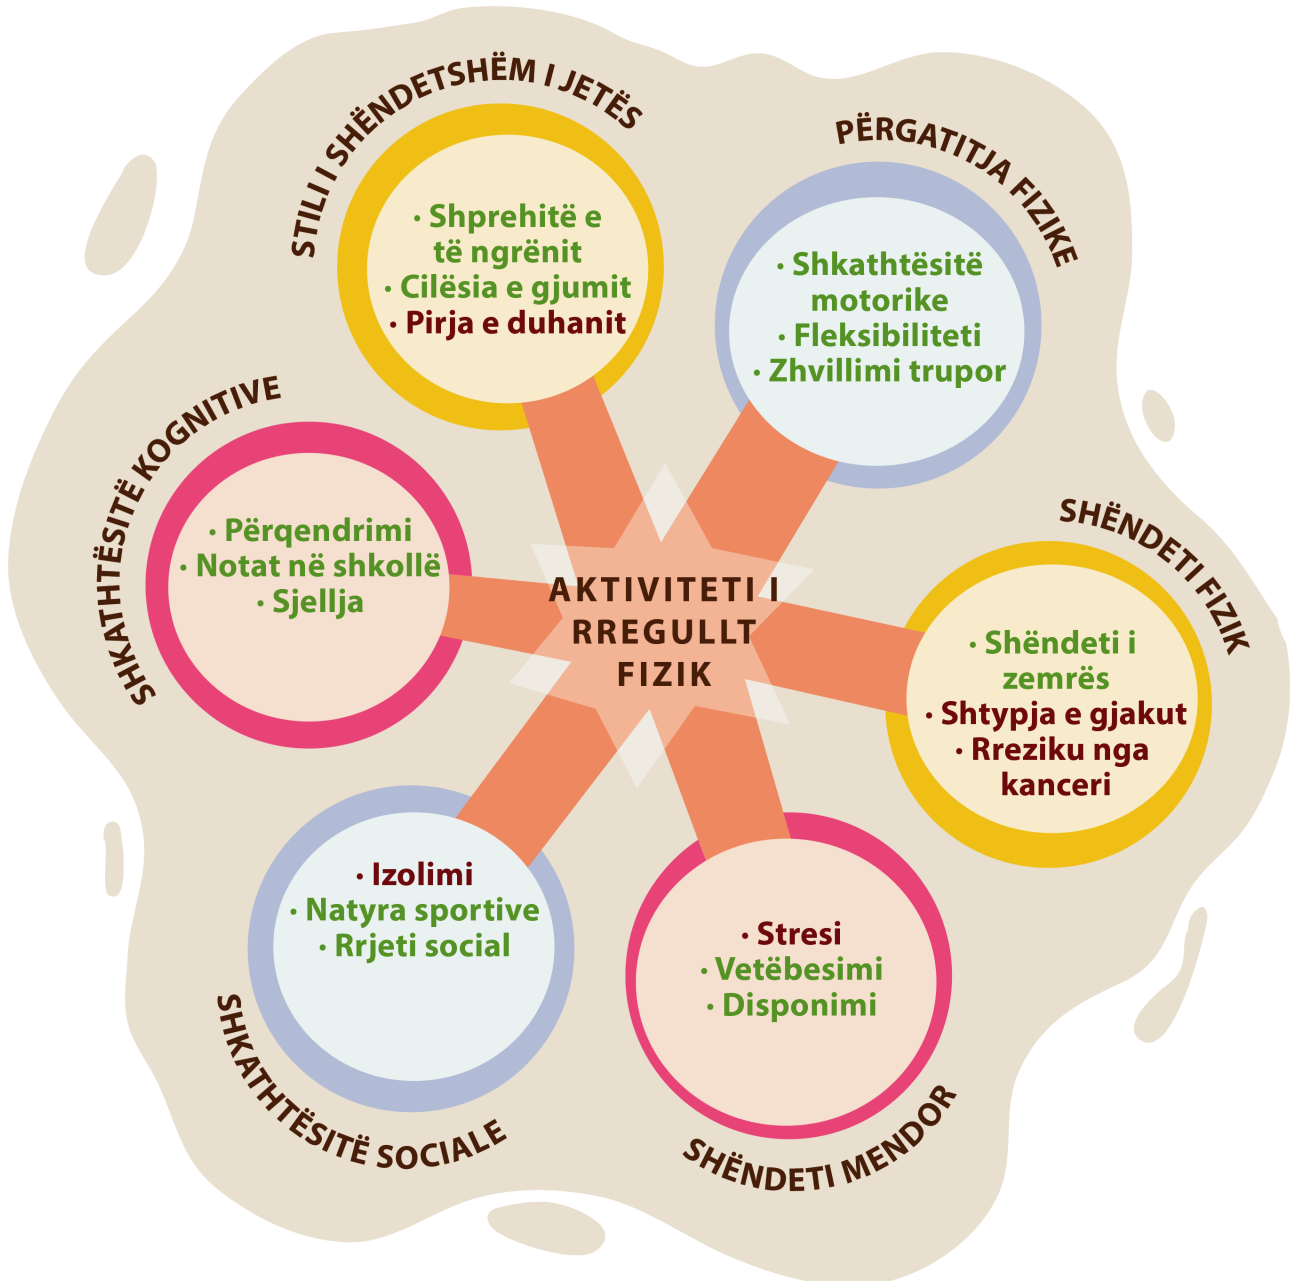 STILI I SHËNDETSHËM I JETËS
• Shprehitë e
të ngrënit
• Cilësia e gjumit
• Pirja e duhanit
PËRGATITJA FIZIKE
• Shkathtësitë
motorike
• Fleksibiliteti
• Zhvillimi trupor
SHKATHTËSITË KOGNITIVE
• Përqendrimi
• Notat në shkollë
• Sjellja
AKTIVITETI I
RREGULLT
FIZIK
SHËNDETI FIZIK
• Shëndeti i
zemrës
• Shtypja e gjakut
• Rreziku nga
kanceri
• Izolimi
• Natyra sportive
• Rrjeti social
SHKATHTËSITË SOCIALE
• Stresi
• Vetëbesimi
• Disponimi
SHËNDETI MENDOR